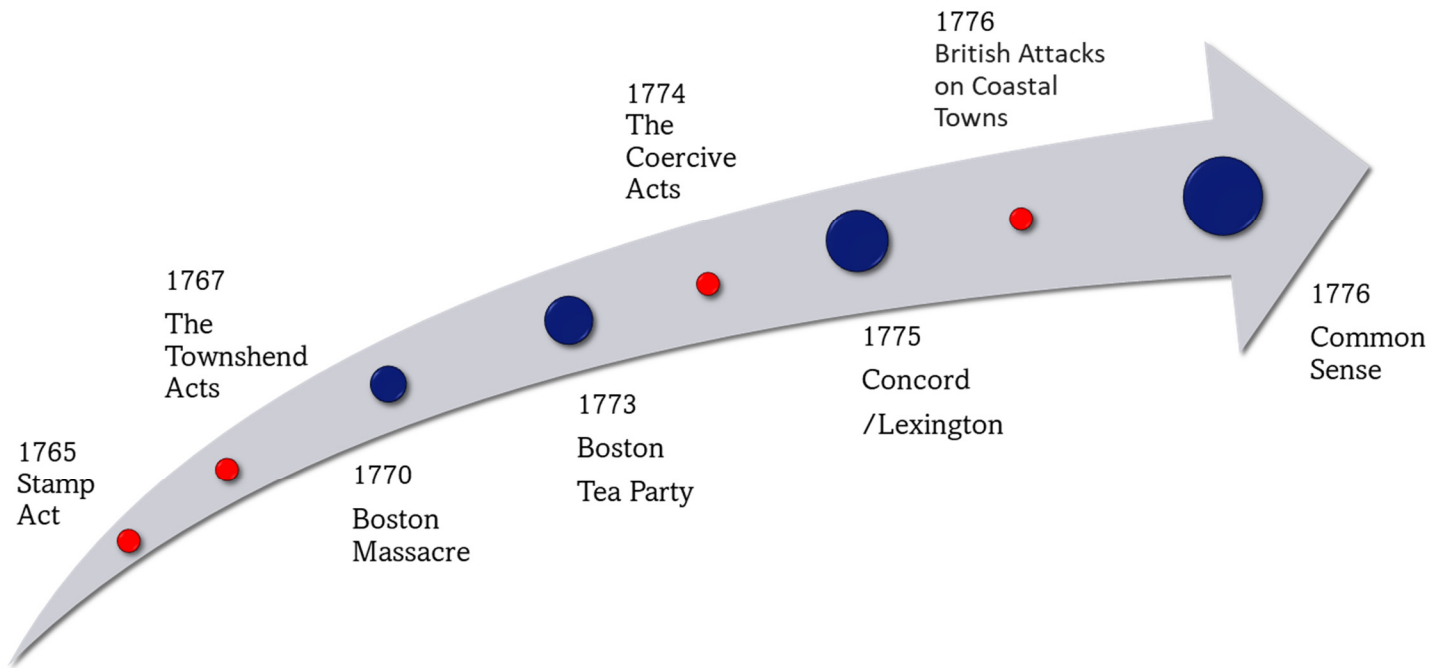 1765
Stamp
Act
1767
The
Townshend
Acts
1770
Boston
Massacre
1773
Boston
Tea Party
1774
The
Coercive
Acts
1775
Concord
/Lexington
1776
British Attacks
on Coastal
Towns
1776
Common
Sense